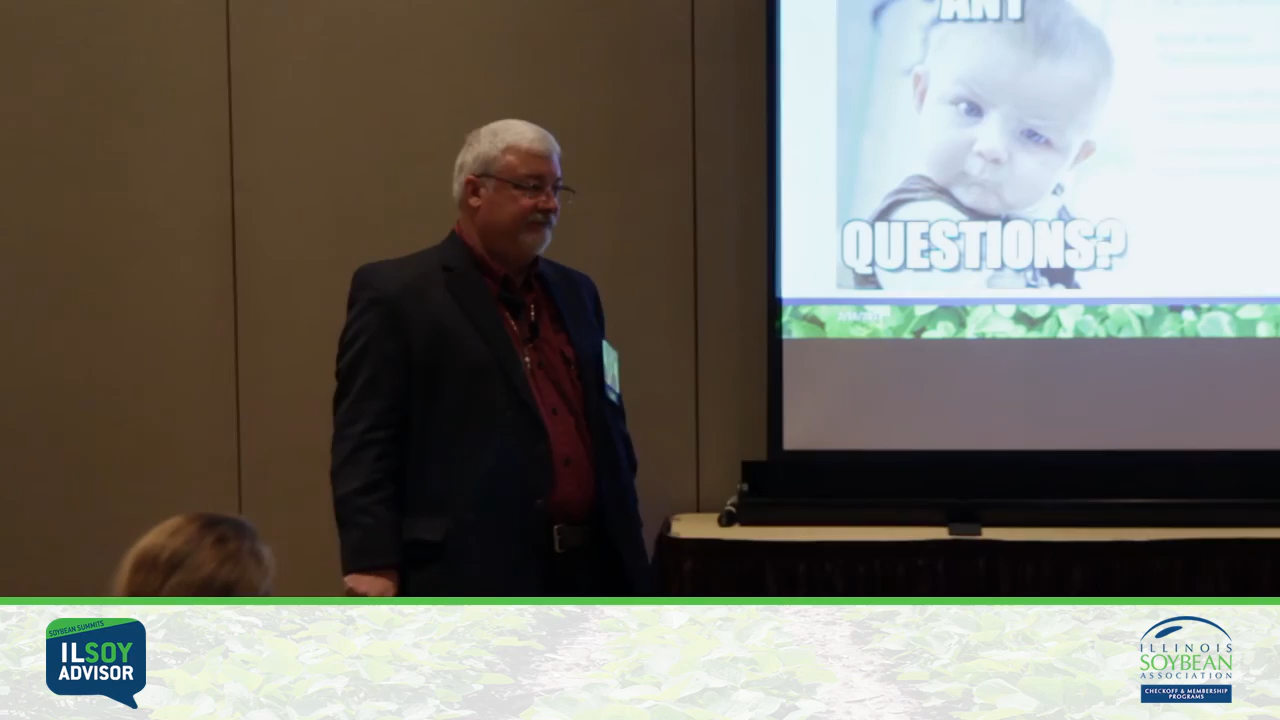 ANY
QUESTIONS?
SOYBEAN SUMMITS
ILSOY
ADVISOR
ILLINOIS
SOYBEAN
ASSOCIATION
CHECKOFF & MEMBERSHIP
PROGRAMS